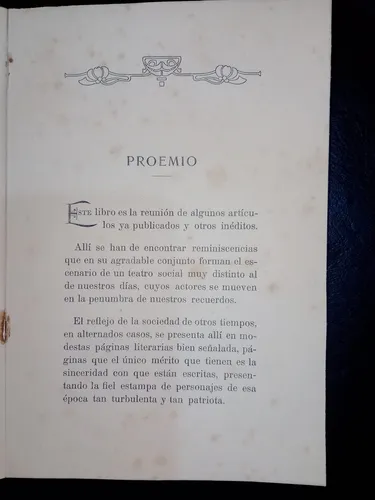 PROEMIO
Este libro es la reunión de algunos artícu-
los ya publicados y otros inéditos.
Allí se han de encontrar reminiscencias
que en su agradable conjunto forman el es-
cenario de un teatro social muy distinto al
de nuestros días, cuyos actores se mueven
en la penumbra de nuestros recuerdos.
El reflejo de la sociedad de otros tiempos,
en alternados casos, se presenta allí en mo-
destas páginas literarias bien señalada, pá-
ginas que el único mérito que tienen es la
sinceridad con que están escritas, presen-
tando la fiel estampa de personajes de esa
época tan turbulenta y tan patriota.